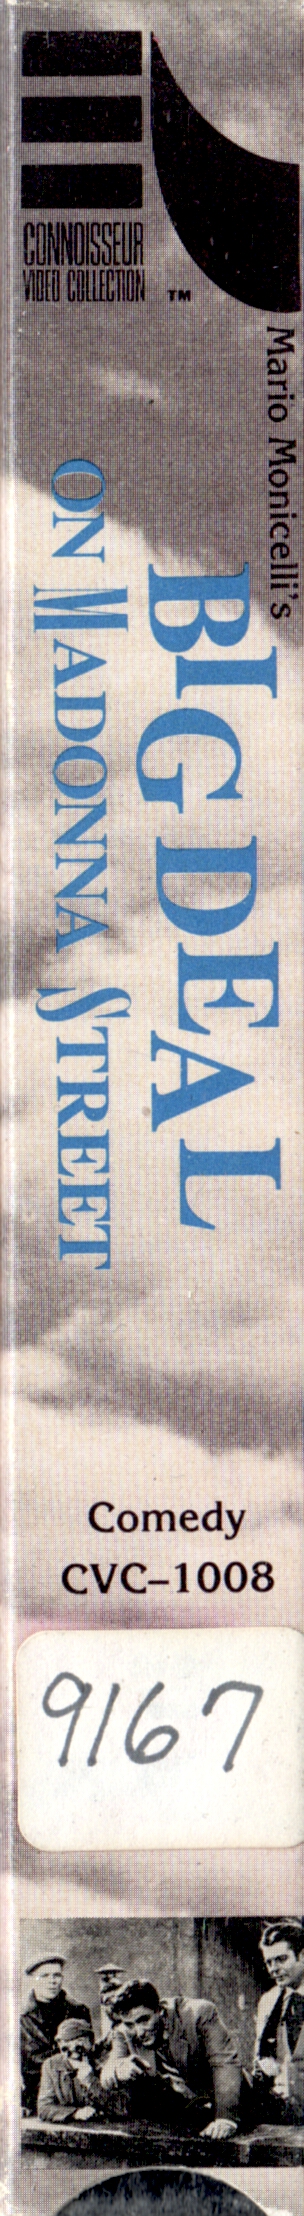 CONNOISSEUR
VIDEO COLLECTION
TM
Mario Monicelli's
BIG DEAL
ON MADONNA STREET
Comedy
CVC–1008
9167